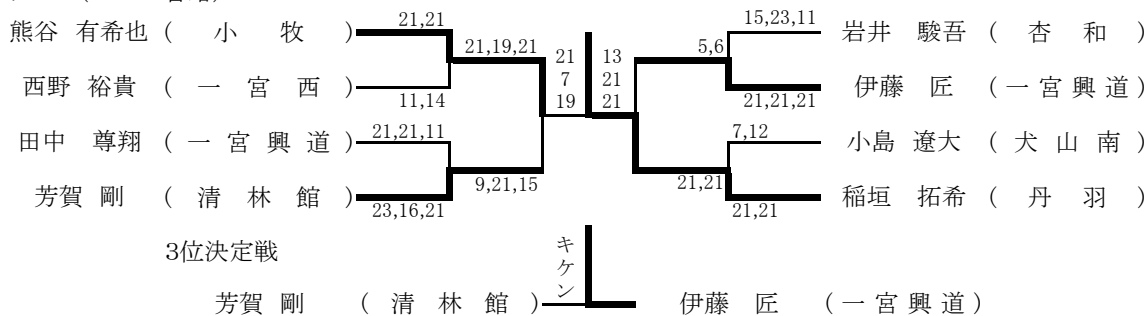 熊谷 有希也 ( 小 牧 ) 21,21 15,23,11 岩井 駿吾 ( 杏 和 )
21,19,21 21 13 5,6
西野 裕貴 ( 一 宮 西 ) 11,14 7 21 21,21,21 伊藤 匠 ( 一 宮 興 道 )
19 21
田中 尊翔 ( 一 宮 興 道 ) 21,21,11 7,12 小島 遼大 ( 犬 山 南 )
9,21,15 21,21
芳賀 剛 ( 清 林 館 ) 23,16,21 21,21 稲垣 拓希 ( 丹 羽 )
3位決定戦 キケン
芳賀 剛 ( 清 林 館 ) 伊藤 匠 ( 一 宮 興 道 )